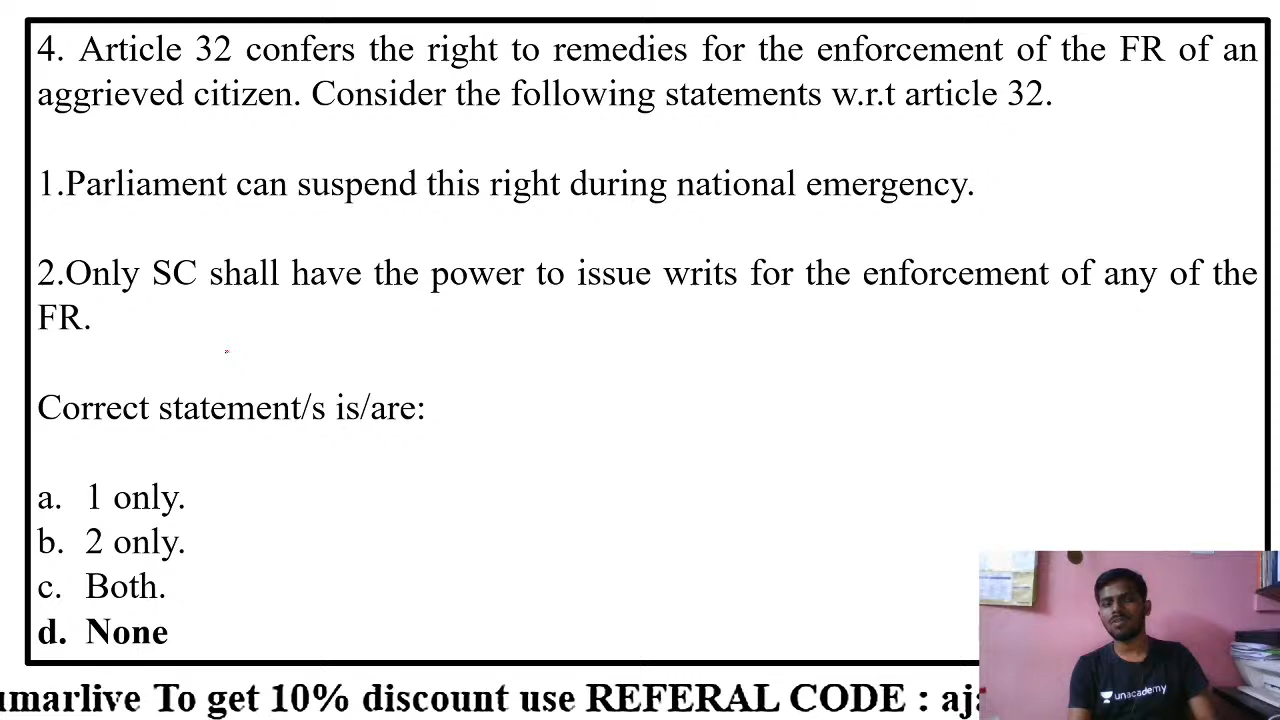 4. Article 32 confers the right to remedies for the enforcement of the FR of an
aggrieved citizen. Consider the following statements w.r.t article 32.
1.Parliament can suspend this right during national emergency.
2.Only SC shall have the power to issue writs for the enforcement of any of the
FR.
Correct statement/s is/are:
a. 1 only.
b. 2 only.
c. Both.
d. None
unacademy
umarlive To get 10% discount use REFERAL CODE : aja